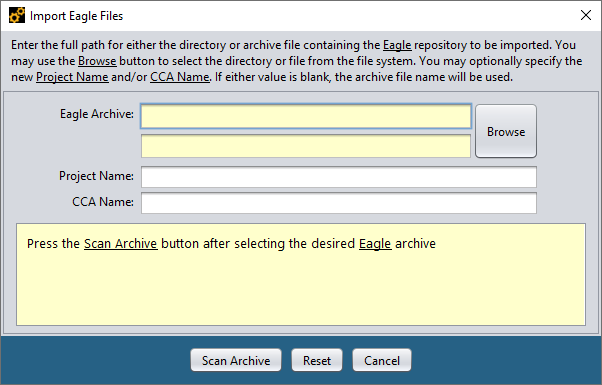 Import Eagle Files
Enter the full path for either the directory or archive file containing the Eagle repository to be imported. You
may use the Browse button to select the directory or file from the file system. You may optionally specify the
new Project Name and/or CCA Name. If either value is blank, the archive file name will be used.
Eagle Archive:
Browse
Project Name:
CCA Name:
Press the Scan Archive button after selecting the desired Eagle archive
Scan Archive Reset Cancel